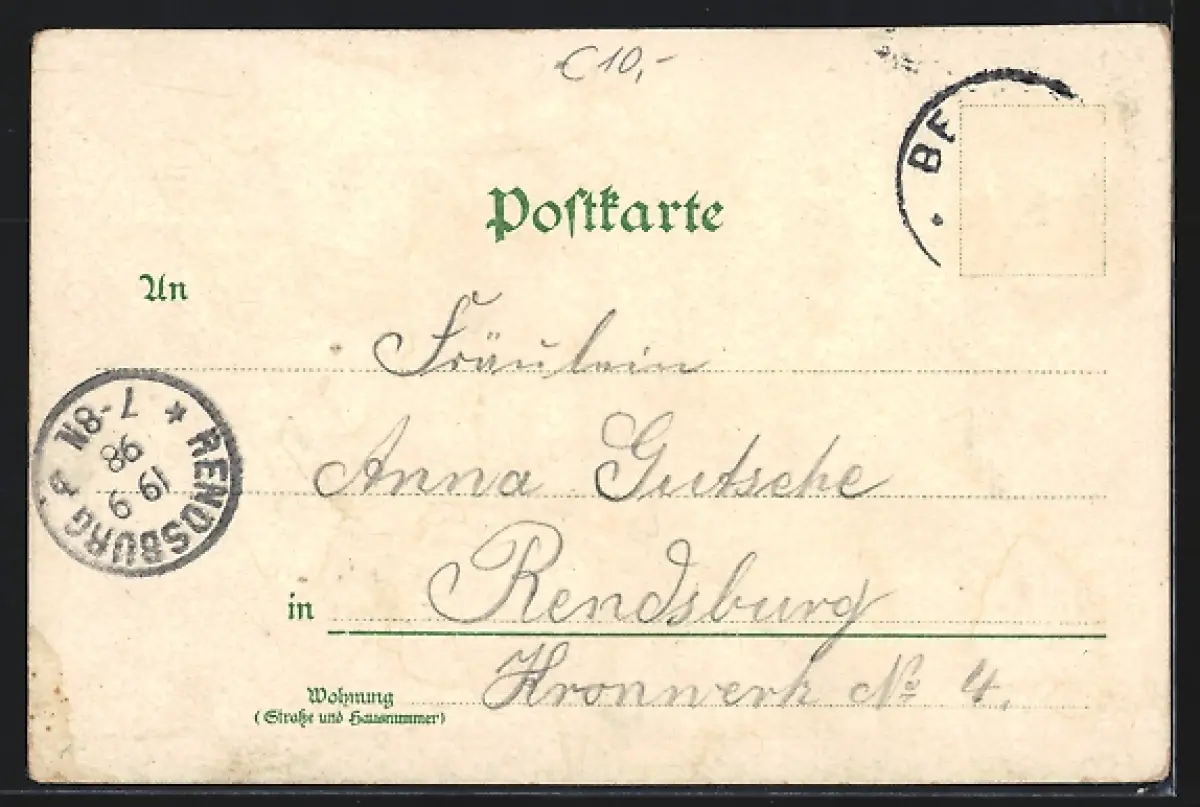 €10,-
BE
Postkarte
An
Fräulein
Anna Gutsche
in Rendsburg
Wohnung
(Straße und Hausnummer)
Kronwerk № 4.
RENDSBURG a
19 9
98
7-8N